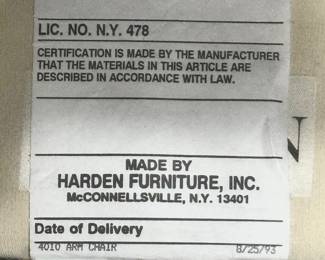 LIC. NO. N.Y. 478
CERTIFICATION IS MADE BY THE MANUFACTURER
THAT THE MATERIALS IN THIS ARTICLE ARE
DESCRIBED IN ACCORDANCE WITH LAW.
MADE BY
HARDEN FURNITURE, INC.
McCONNELLSVILLE, N.Y. 13401
Date of Delivery
4010 ARM CHAIR 8/25/93